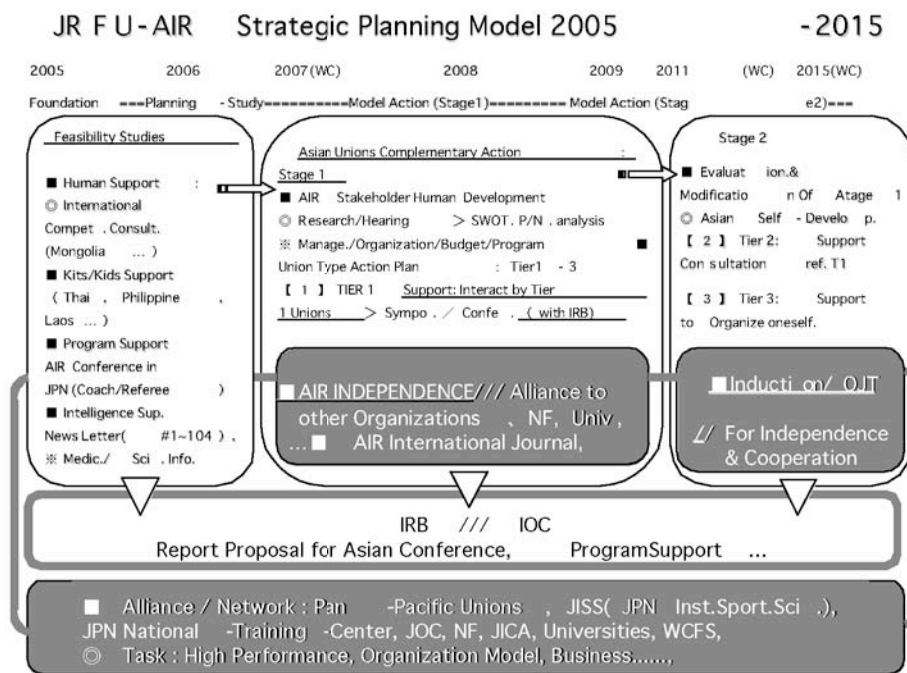 JR F U-AIR Strategic Planning Model 2005 -2015
2005 2006 2007(WC) 2008 2009 2011 (WC) 2015(WC)
Foundation ===Planning - Study==========Model Action (Stage1)========= Model Action (Stag e2)===
Feasibility Studies
■ Human Support :
◎ International
Compet . Consult.
(Mongolia ... )
■ Kits/Kids Support
( Thai , Philippine ,
Laos ... )
■ Program Support
AIR Conference in
JPN (Coach/Referee )
■ Intelligence Sup.
News Letter( #1~104 ) .
※ Medic./ Sci . Info.
Asian Unions Complementary Action :
Stage 1
■ AIR Stakeholder Human Development
◎ Research/Hearing > SWOT. P/N . analysis
※ Manage./Organization/Budget/Program ■
Union Type Action Plan : Tier1 - 3
【 1 】 TIER 1 Support: Interact by Tier
1 Unions > Sympo . / Confe . ( with IRB)
■ AIR INDEPENDENCE/// Alliance to
other Organizations 、 NF, Univ,
... ■ AIR International Journal,
Stage 2
■ Evaluat ion.&
Modificatio n Of Atage 1
◎ Asian Self - Develo p.
【 2 】 Tier 2: Support
Con sultation ref. T1
【 3 】 Tier 3: Support
to Organize oneself.
■Inducti on/ OJT
// For Independence
& Cooperation
IRB /// IOC
Report Proposal for Asian Conference, ProgramSupport ...
■ Alliance / Network : Pan -Pacific Unions , JISS( JPN Inst.Sport.Sci .),
JPN National -Training -Center, JOC, NF, JICA, Universities, WCFS,
◎ Task : High Performance, Organization Model, Business......,